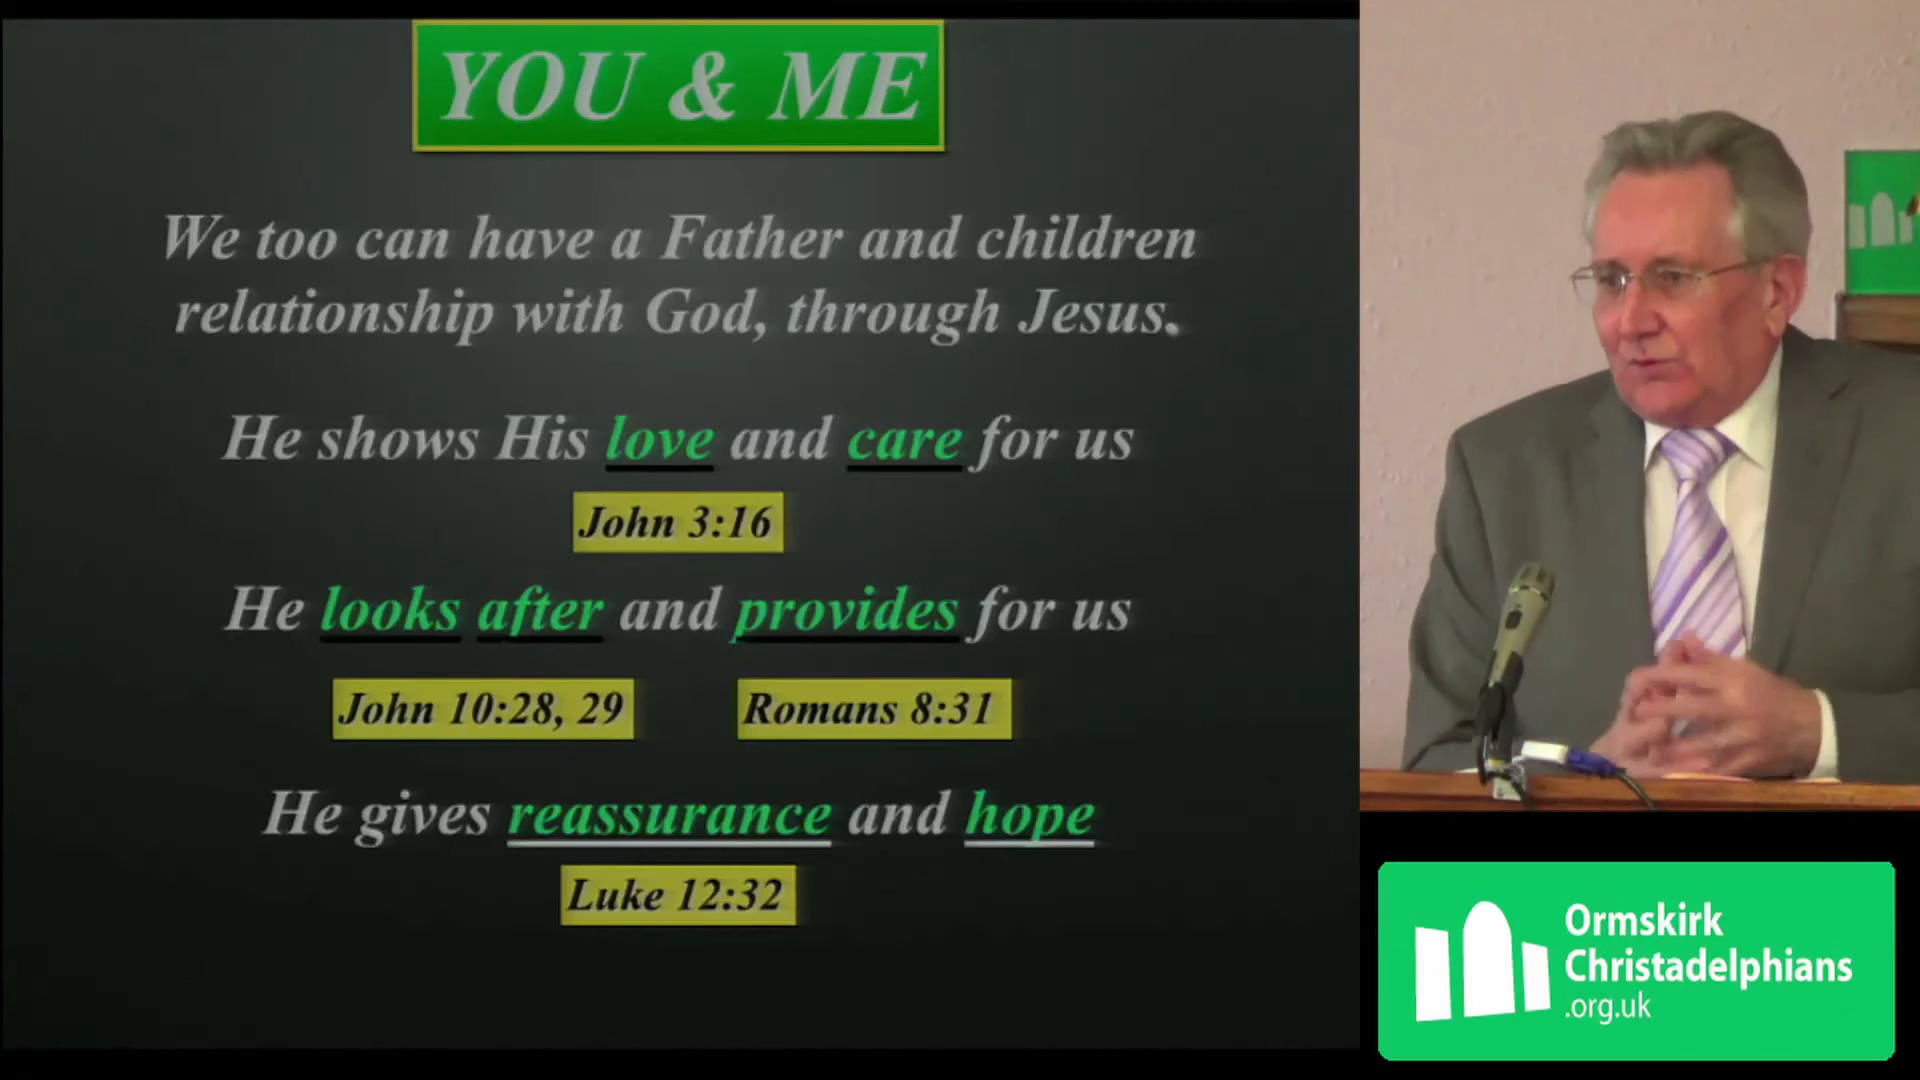 YOU & ME
We too can have a Father and children
relationship with God, through Jesus.
He shows His love and care for us
John 3:16
He looks after and provides for us
John 10:28, 29
Romans 8:31
He gives reassurance and hope
Luke 12:32
Ormskirk
Christadelphians
.org.uk